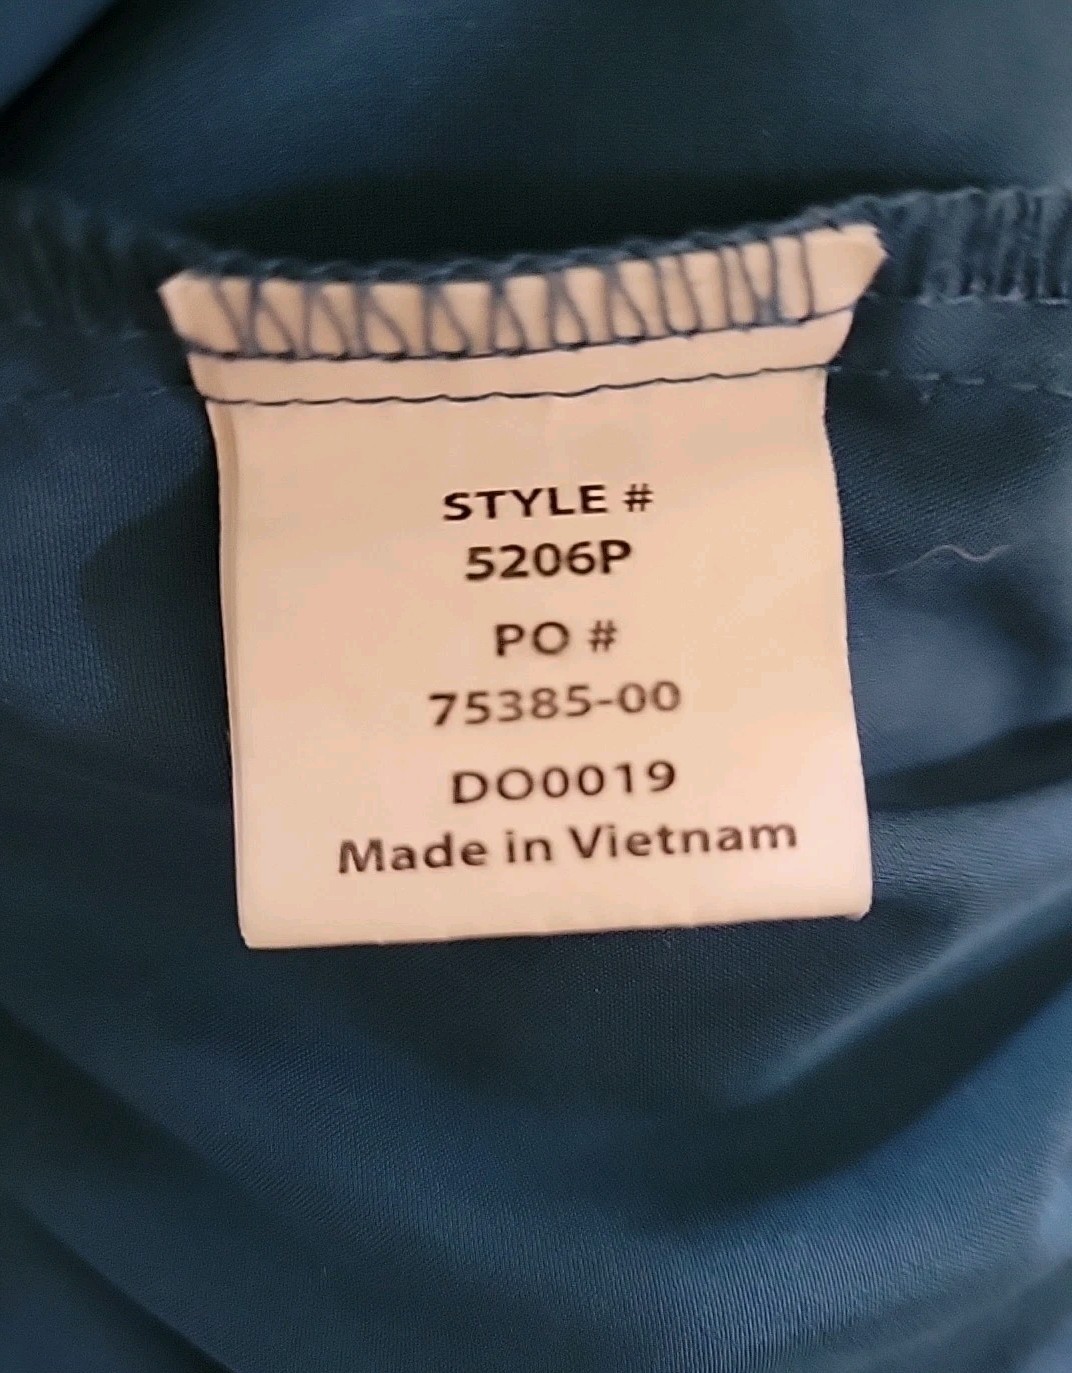 STYLE #
5206P
PO #
75385-00
DO0019
Made in Vietnam